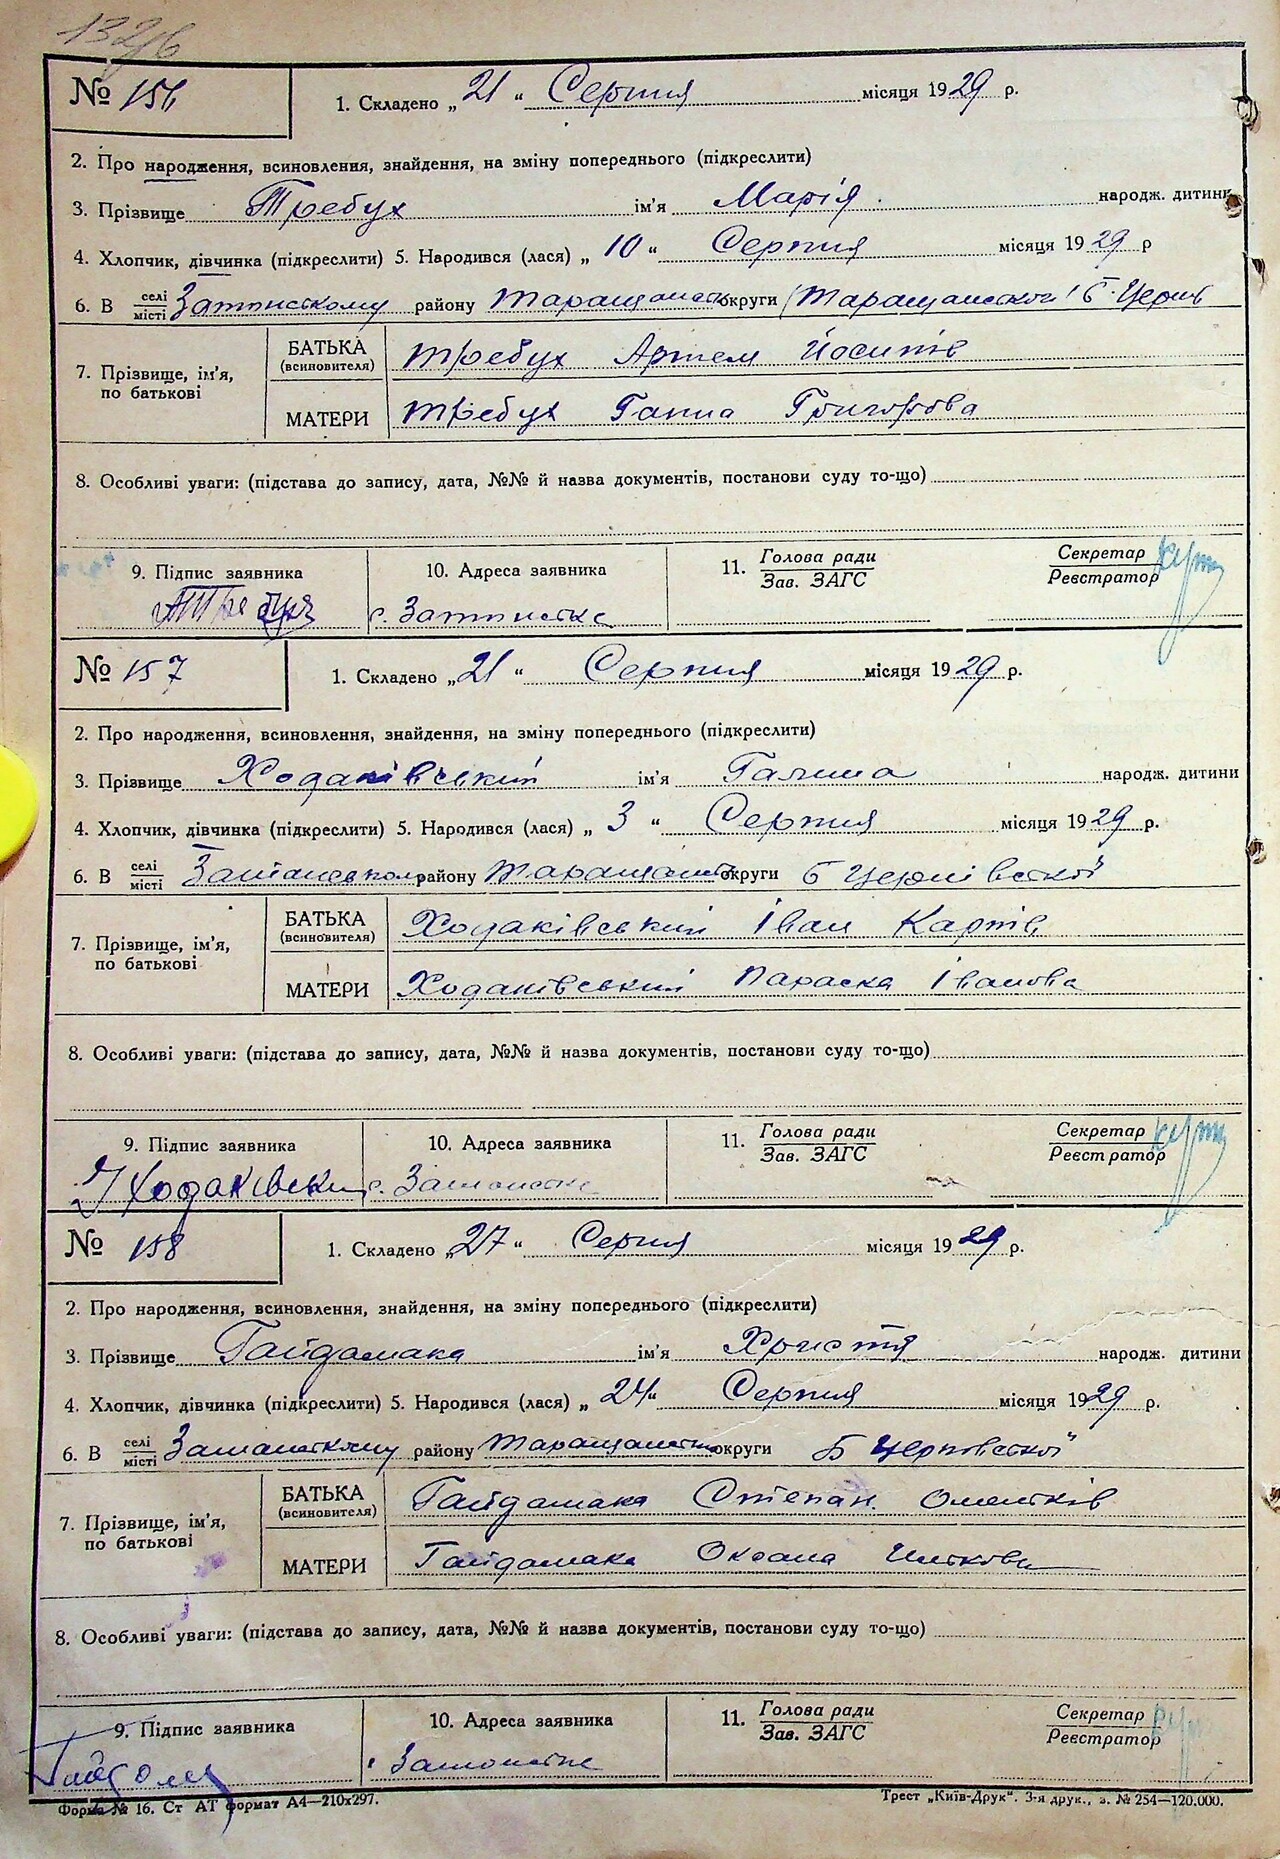 № 156 1. Складено „21“ Серпня місяця 1929 р.
2. Про народження, всиновлення, знайдення, на зміну попереднього (підкреслити)
3. Прізвище Требух ім'я Марія народж. дитини
4. Хлопчик, дівчинка (підкреслити) 5. Народився (лася) „10“ Серпня місяця 1929 р
6. В селі місті району округи
7. Прізвище, ім'я, по батькові
БАТЬКА (всиновителя) Требух Артем Йосипів
МАТЕРИ Требух Ганна Григорова
8. Особливі уваги: (підстава до запису, дата, №№ й назва документів, постанови суду то-що)
9. Підпис заявника 10. Адреса заявника 11. Голова ради Зав. ЗАГС Секретар Реєстратор
с.
№ 157 1. Складено „21“ Серпня місяця 1929 р.
2. Про народження, всиновлення, знайдення, на зміну попереднього (підкреслити)
3. Прізвище Ходаківський ім'я Галина народж. дитини
4. Хлопчик, дівчинка (підкреслити) 5. Народився (лася) „3“ Серпня місяця 1929 р.
6. В селі місті району округи Б Церківської
7. Прізвище, ім'я, по батькові
БАТЬКА (всиновителя) Ходаківський Іван Карпів
МАТЕРИ Ходаківський Параска Іванова
8. Особливі уваги: (підстава до запису, дата, №№ й назва документів, постанови суду то-що)
9. Підпис заявника 10. Адреса заявника 11. Голова ради Зав. ЗАГС Секретар Реєстратор
с.
№ 158 1. Складено „27“ Серпня місяця 1929 р.
2. Про народження, всиновлення, знайдення, на зміну попереднього (підкреслити)
3. Прізвище Гайдамака ім'я Христя народж. дитини
4. Хлопчик, дівчинка (підкреслити) 5. Народився (лася) „24“ Серпня місяця 1929 р.
6. В селі місті району округи Б Церковської
7. Прізвище, ім'я, по батькові
БАТЬКА (всиновителя) Гайдамака Степан Омельків
МАТЕРИ Гайдамака Оксана
8. Особливі уваги: (підстава до запису, дата, №№ й назва документів, постанови суду то-що)
9. Підпис заявника 10. Адреса заявника 11. Голова ради Зав. ЗАГС Секретар Реєстратор
Форма № 16. Ст АТ формат А4—210х297. Трест „Київ-Друк“. 3-я друк., з. № 254—120.000.